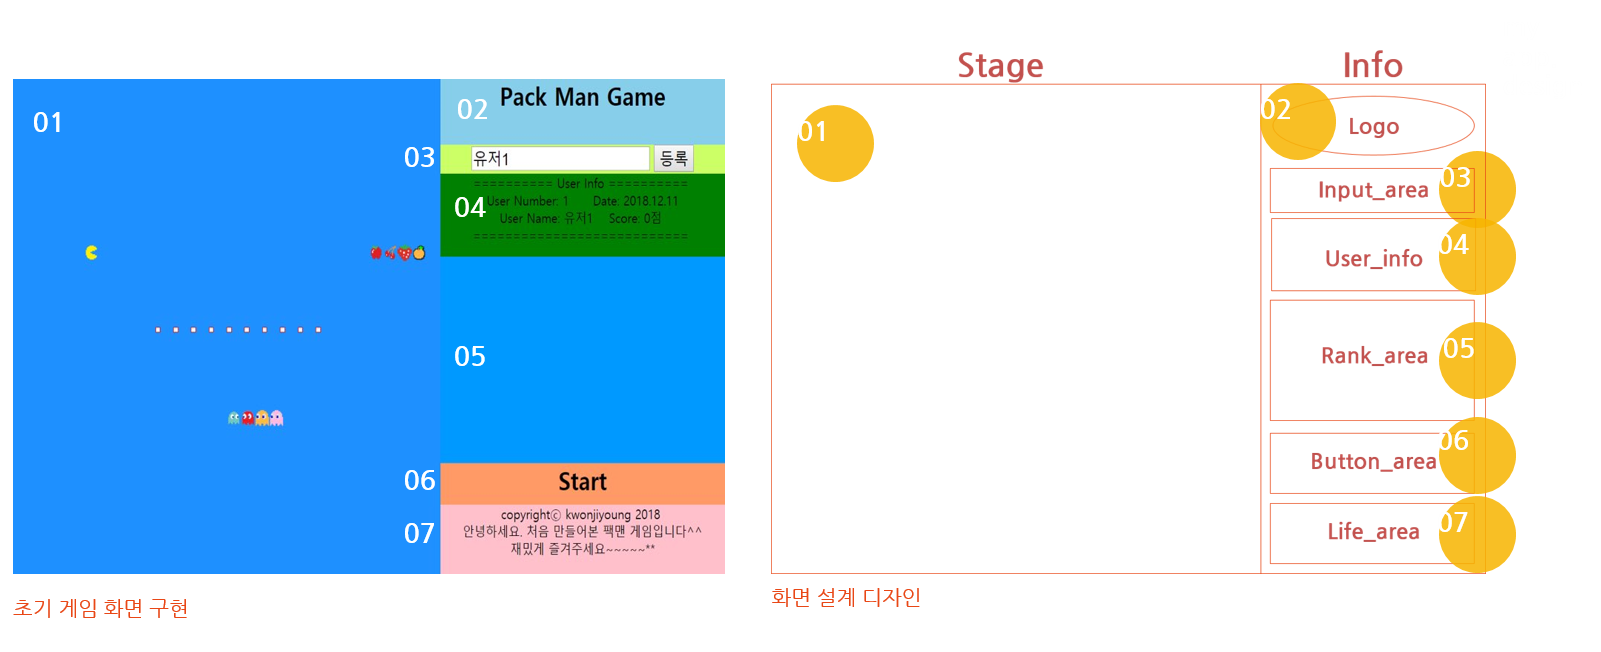 01
02
Pack Man Game
03
유저1
등록
========== User Info ==========
04
User Number: 1 Date: 2018.12.11
User Name: 유저1 Score: 0점
===========================
05
06
Start
07
copyrightⓒ kwonjiyoung 2018
안녕하세요. 처음 만들어본 팩맨 게임입니다^^
재밌게 즐겨주세요~~~~~**
초기 게임 화면 구현
Stage
Info
01
02
Logo
Input_area
03
User_info
04
Rank_area
05
Button_area
06
Life_area
07
화면 설계 디자인